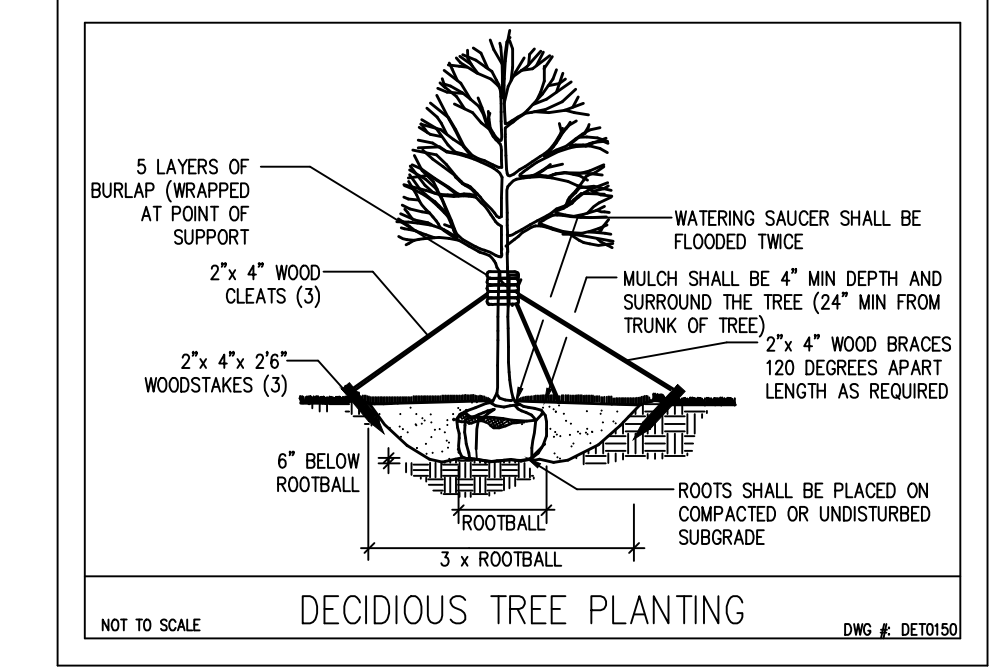 5 LAYERS OF
BURLAP (WRAPPED
AT POINT OF
SUPPORT
2"x 4" WOOD
CLEATS (3)
2"x 4"x 2'6"
WOODSTAKES (3)
6" BELOW
ROOTBALL
WATERING SAUCER SHALL BE
FLOODED TWICE
MULCH SHALL BE 4" MIN DEPTH AND
SURROUND THE TREE (24" MIN FROM
TRUNK OF TREE)
2"x 4" WOOD BRACES
120 DEGREES APART
LENGTH AS REQUIRED
ROOTS SHALL BE PLACED ON
COMPACTED OR UNDISTURBED
SUBGRADE
ROOTBALL
3 x ROOTBALL
NOT TO SCALE
DECIDIOUS TREE PLANTING
DWG #: DET0150